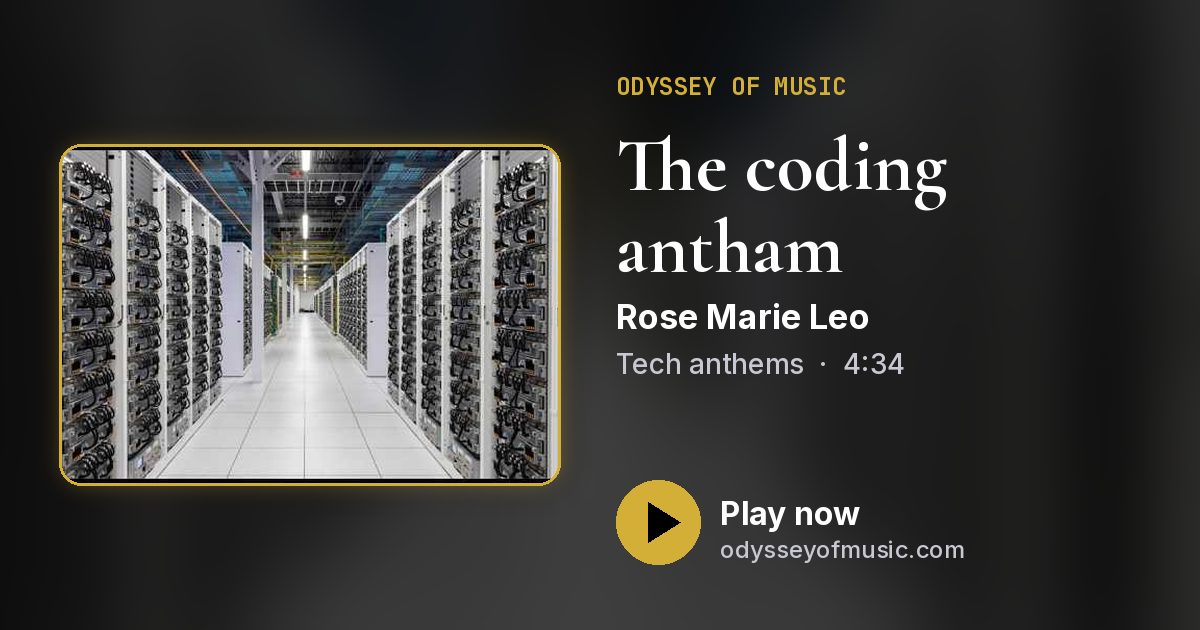 ODYSSEY OF MUSIC
The coding
antham
Rose Marie Leo
Tech anthems · 4:34
Play now
odysseyofmusic.com